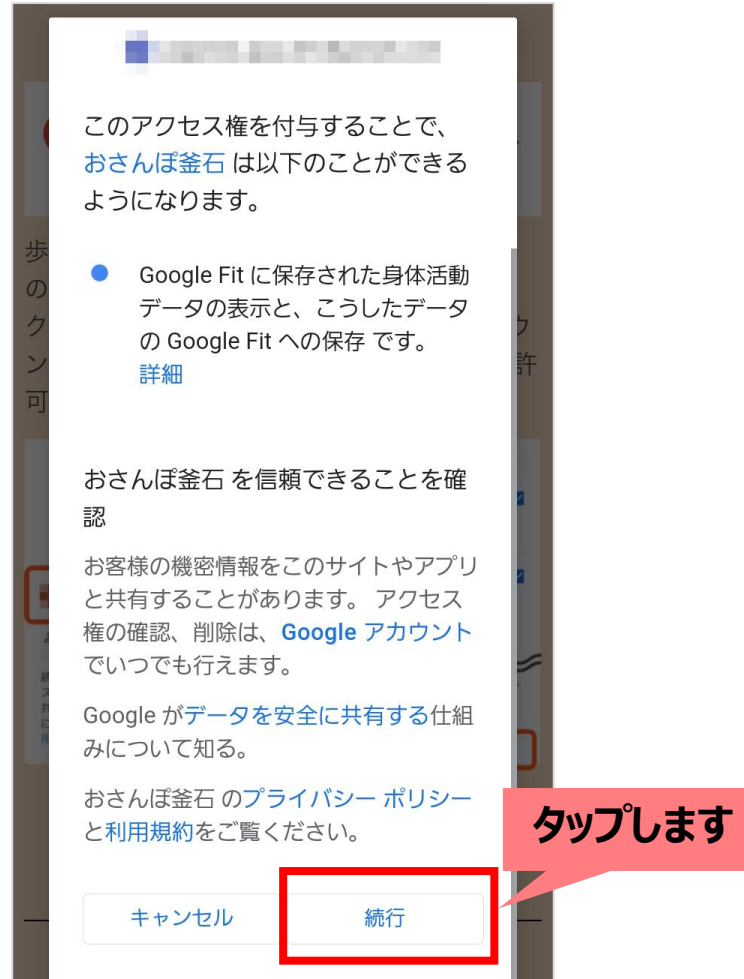 このアクセス権を付与することで、
おさんぽ釜石 は以下のことができる
ようになります。
Google Fit に保存された身体活動
データの表示と、こうしたデータ
の Google Fit への保存 です。
詳細
おさんぽ釜石 を信頼できることを確
認
お客様の機密情報をこのサイトやアプリ
と共有することがあります。 アクセス
権の確認、削除は、Google アカウント
でいつでも行えます。
Google がデータを安全に共有する仕組
みについて知る。
おさんぽ釜石 のプライバシー ポリシー
と利用規約をご覧ください。
タップします
キャンセル
続行
歩
の
ク
ウ
ン
許
可